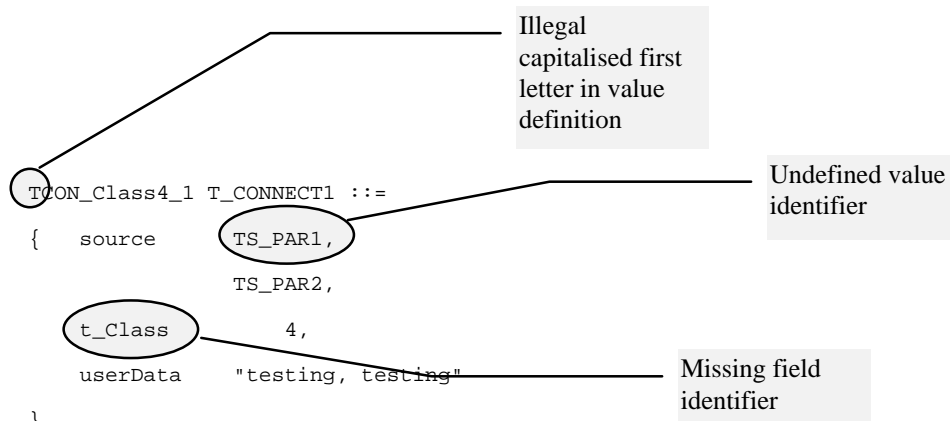 Illegal
capitalised first
letter in value
definition
TCON_Class4_1 T_CONNECT1 ::=
Undefined value
identifier
{ source TS_PAR1,
TS_PAR2,
t_Class 4,
userData "testing, testing"
Missing field
identifier
}